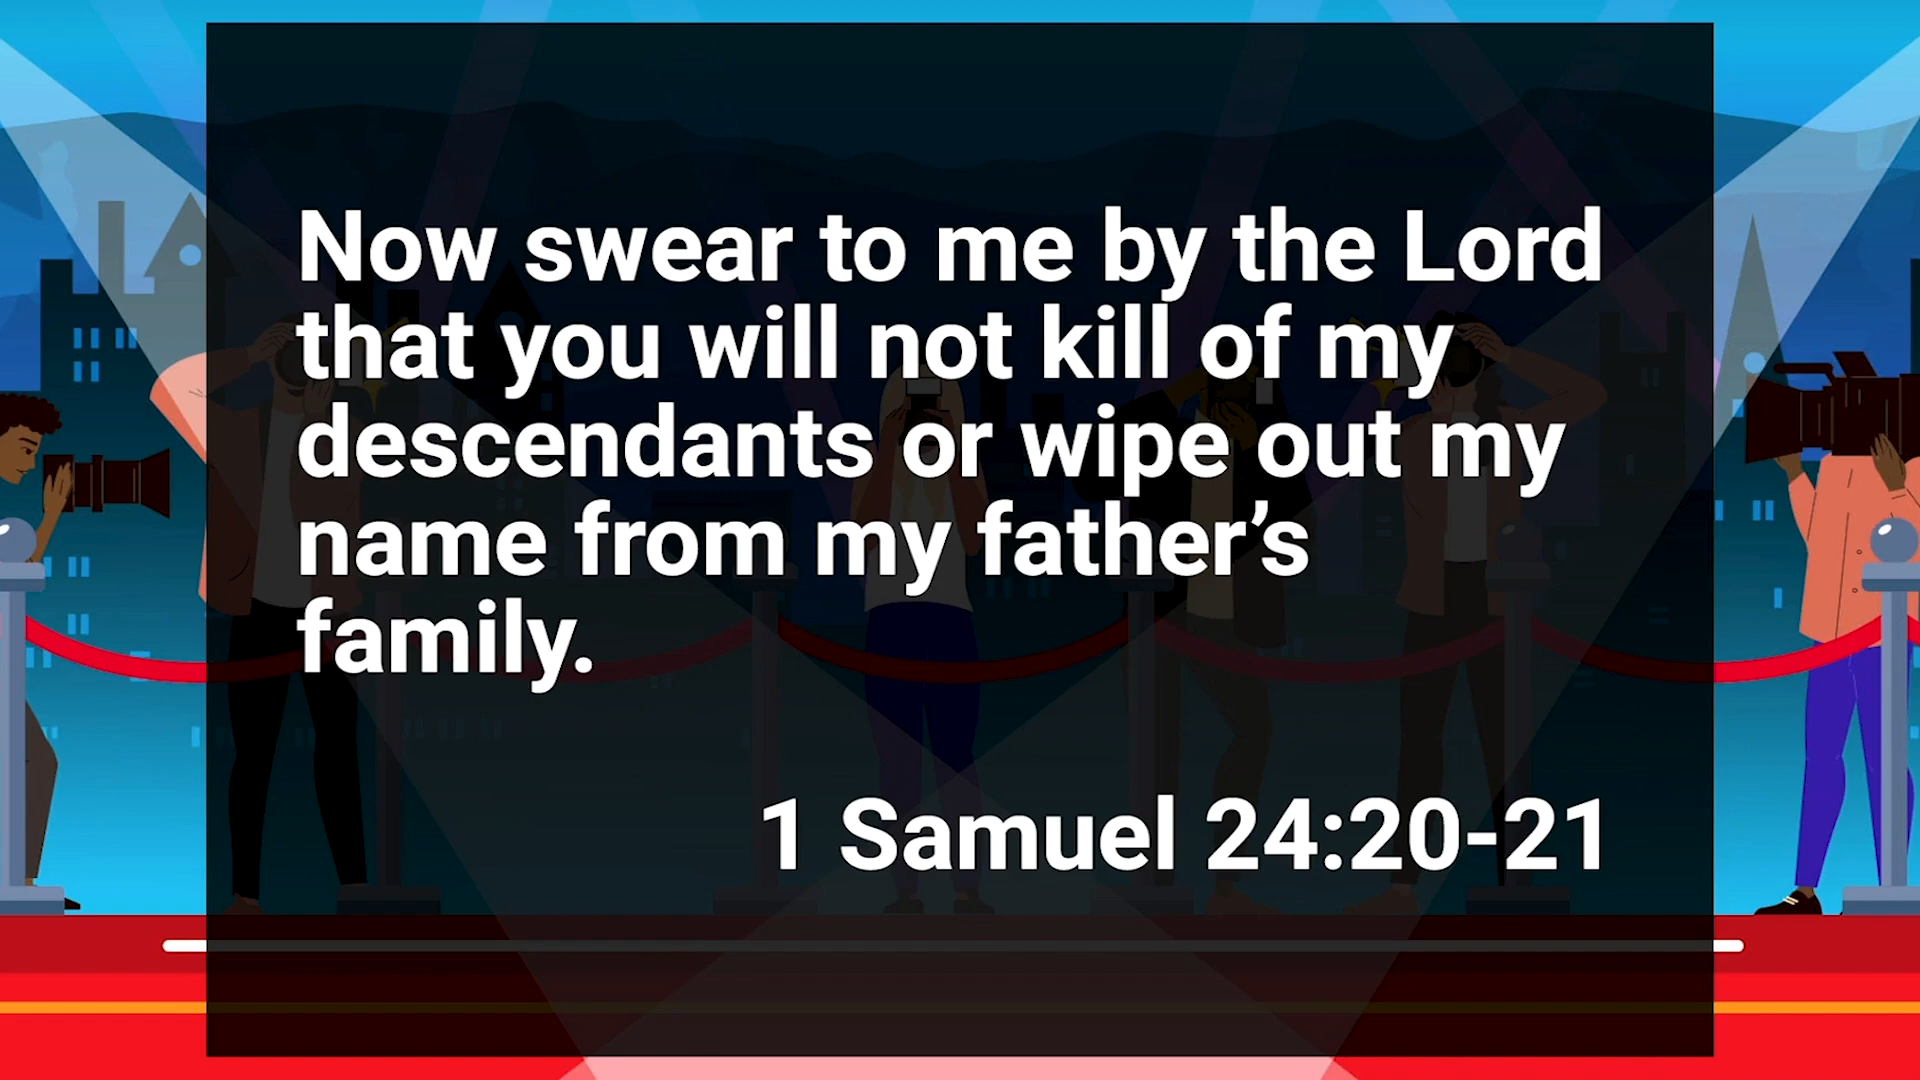 Now swear to me by the Lord
that you will not kill of my
descendants or wipe out my
name from my father’s
family.
1 Samuel 24:20-21